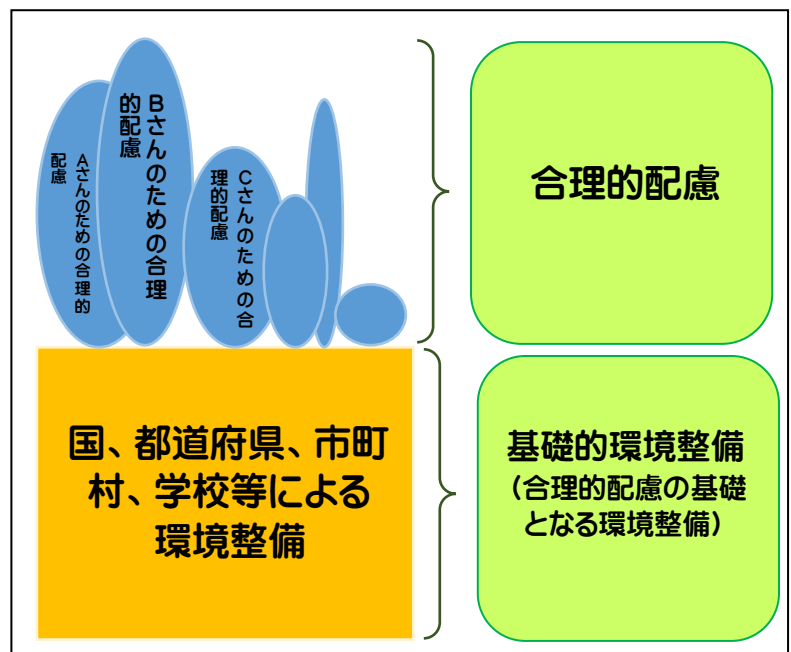 Aさんのための合理的
配慮
Bさんのための合理
的配慮
Cさんのための合
理的配慮
合理的配慮
国、都道府県、市町
村、学校等による
環境整備
基礎的環境整備
（合理的配慮の基礎
となる環境整備）